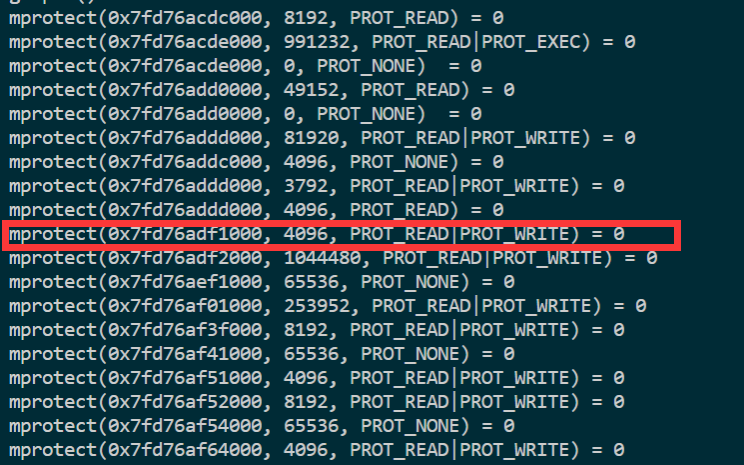 mprotect(0x7fd76acdc000, 8192, PROT_READ) = 0
mprotect(0x7fd76acde000, 991232, PROT_READ|PROT_EXEC) = 0
mprotect(0x7fd76acde000, 0, PROT_NONE)  = 0
mprotect(0x7fd76add0000, 49152, PROT_READ) = 0
mprotect(0x7fd76add0000, 0, PROT_NONE)  = 0
mprotect(0x7fd76addd000, 81920, PROT_READ|PROT_WRITE) = 0
mprotect(0x7fd76addc000, 4096, PROT_NONE) = 0
mprotect(0x7fd76addd000, 3792, PROT_READ|PROT_WRITE) = 0
mprotect(0x7fd76addd000, 4096, PROT_READ) = 0
mprotect(0x7fd76adf1000, 4096, PROT_READ|PROT_WRITE) = 0
mprotect(0x7fd76adf2000, 1044480, PROT_READ|PROT_WRITE) = 0
mprotect(0x7fd76aef1000, 65536, PROT_NONE) = 0
mprotect(0x7fd76af01000, 253952, PROT_READ|PROT_WRITE) = 0
mprotect(0x7fd76af3f000, 8192, PROT_READ|PROT_WRITE) = 0
mprotect(0x7fd76af41000, 65536, PROT_NONE) = 0
mprotect(0x7fd76af51000, 4096, PROT_READ|PROT_WRITE) = 0
mprotect(0x7fd76af52000, 8192, PROT_READ|PROT_WRITE) = 0
mprotect(0x7fd76af54000, 65536, PROT_NONE) = 0
mprotect(0x7fd76af64000, 4096, PROT_READ|PROT_WRITE) = 0